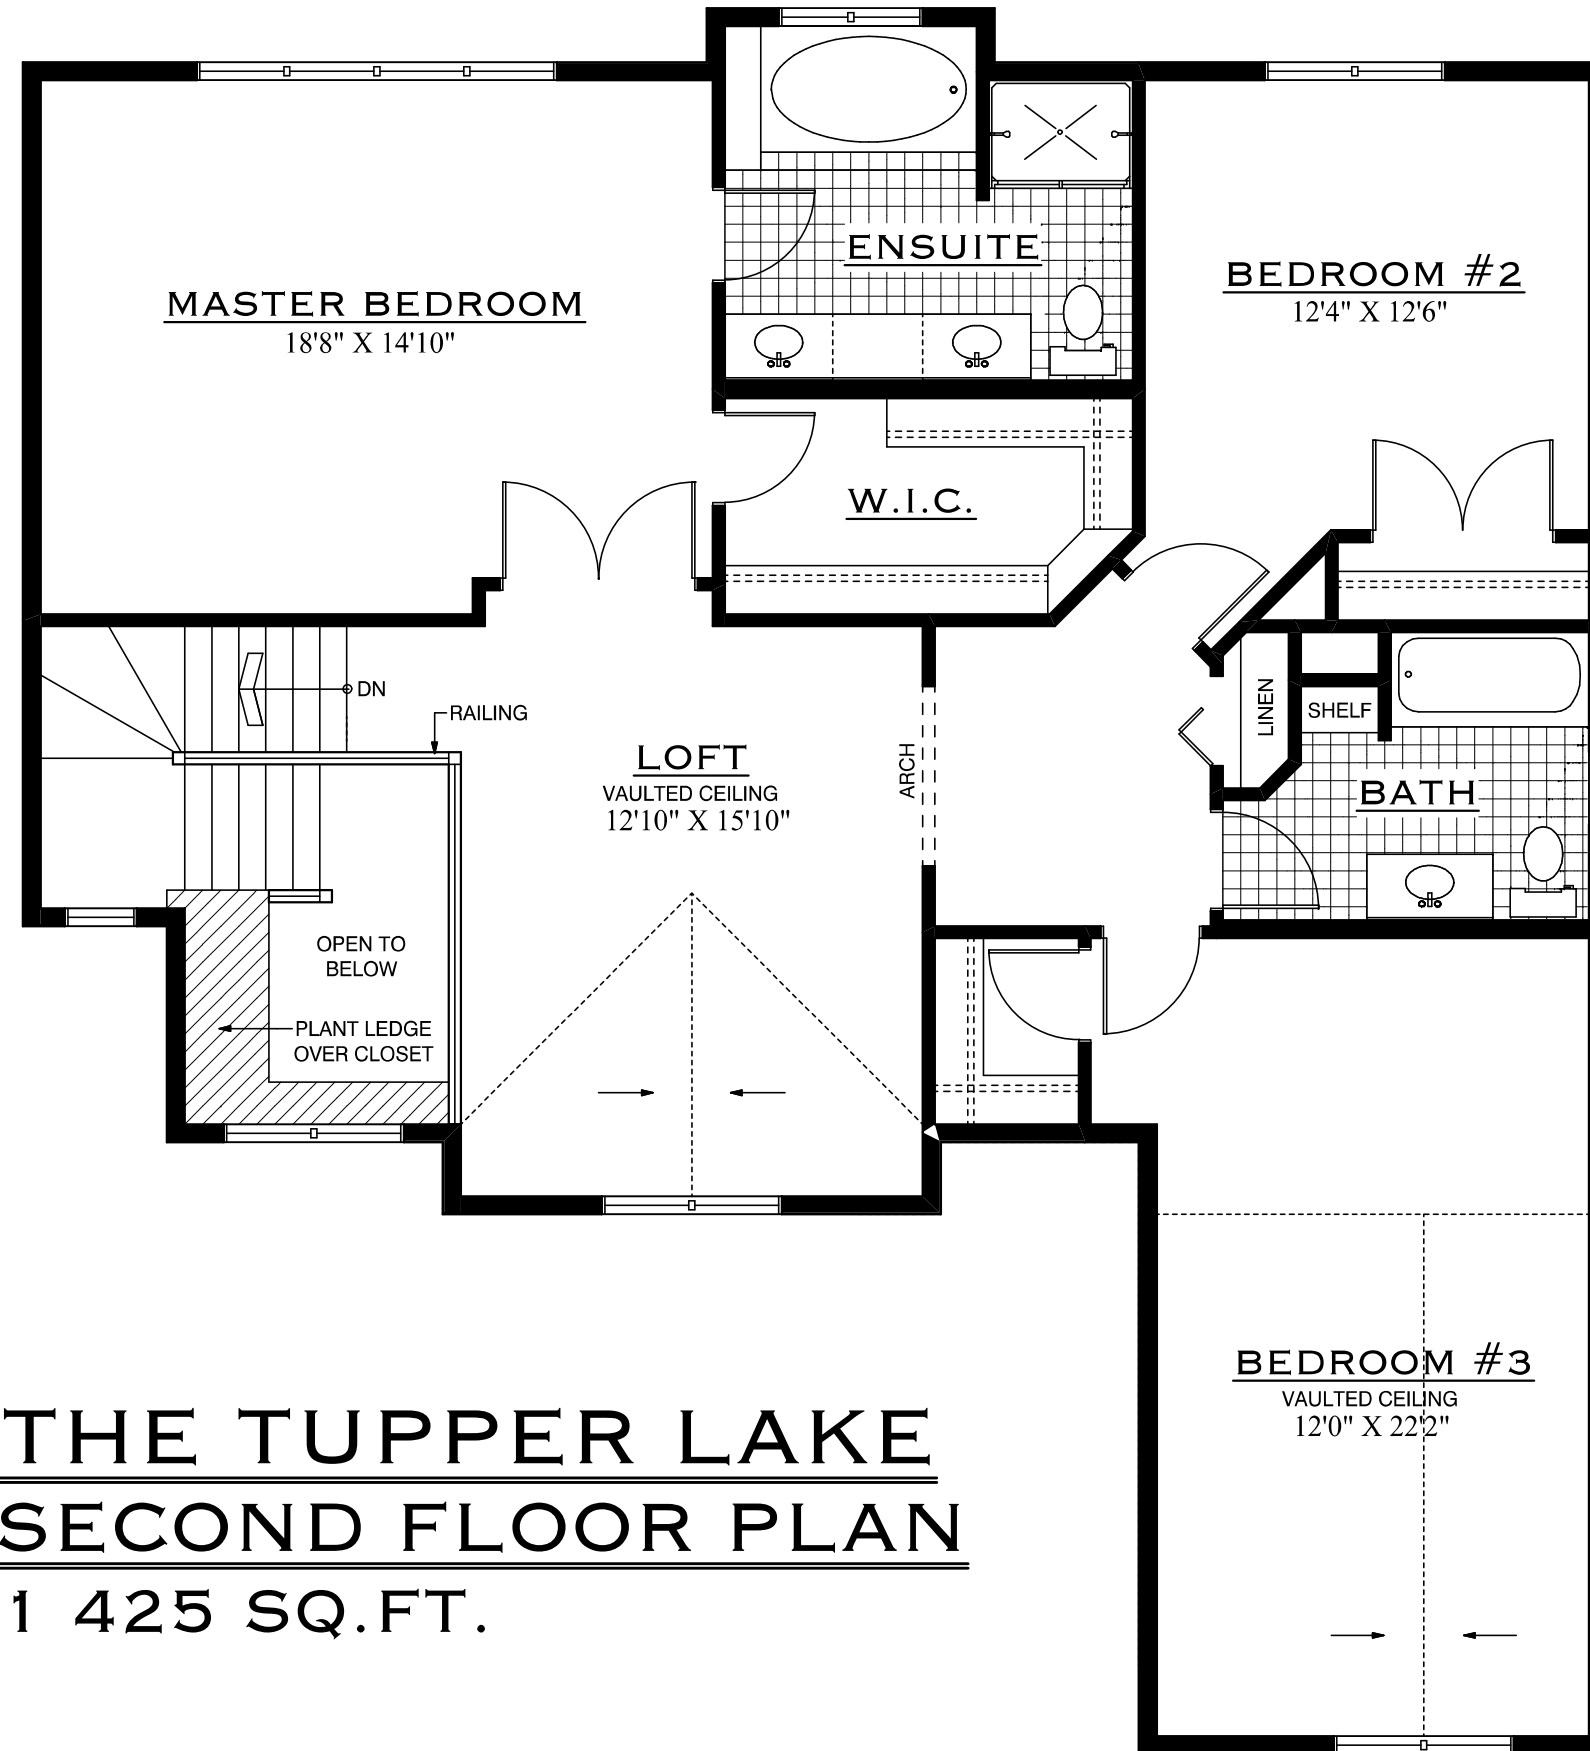 ENSUITE
MASTER BEDROOM
18'8" X 14'10"
BEDROOM #2
12'4" X 12'6"
W.I.C.
DN
RAILING
LOFT
VAULTED CEILING
12'10" X 15'10"
ARCH
LINEN
SHELF
BATH
OPEN TO
BELOW
PLANT LEDGE
OVER CLOSET
BEDROOM #3
VAULTED CEILING
12'0" X 22'2"
THE TUPPER LAKE
SECOND FLOOR PLAN
1 425 SQ.FT.